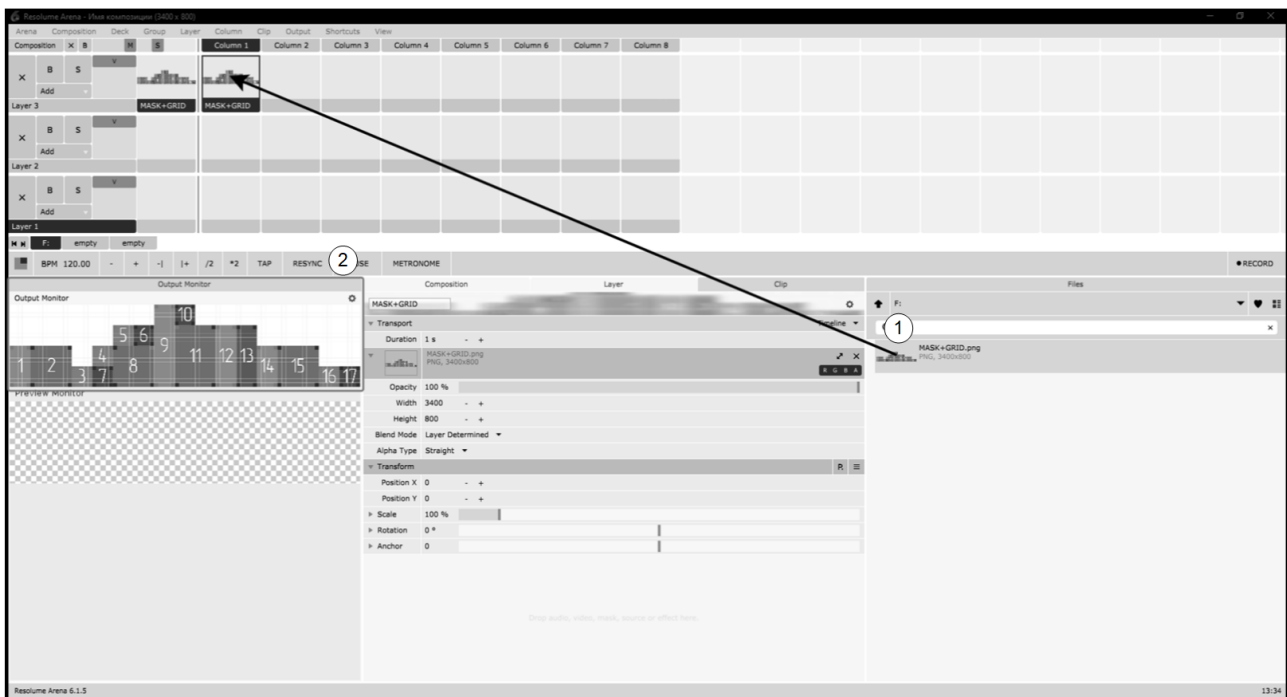 Resolume Arena - Имя композиции (3400 x 800)
Arena Composition Deck Group Layer Column Clip Output Shortcuts View
Composition X B M S Column 1 Column 2 Column 3 Column 4 Column 5 Column 6 Column 7 Column 8
X B S V
Add
Layer 3 MASK+GRID MASK+GRID
X B S V
Add
Layer 2
X B S V
Add
Layer 1
F: empty empty
BPM 120.00 - + -| |+ /2 *2 TAP RESYNC 2 METRONOME RECORD
Output Monitor Composition Layer Clip Files
Output Monitor
MASK+GRID
F:
Transport Timeline
1
Duration 1 s - +
MASK+GRID.png
PNG, 3400x800
R G B A
MASK+GRID.png
PNG, 3400x800
1 2 3 4 5 6 7 8 9 10 11 12 13 14 15 16 17
Preview Monitor
Opacity 100 %
Width 3400 - +
Height 800 - +
Blend Mode Layer Determined
Alpha Type Straight
Transform P.
Position X 0 - +
Position Y 0 - +
Scale 100 %
Rotation 0 °
Anchor 0
Drop audio, video, mask, source or effect here.
Resolume Arena 6.1.5 13:34